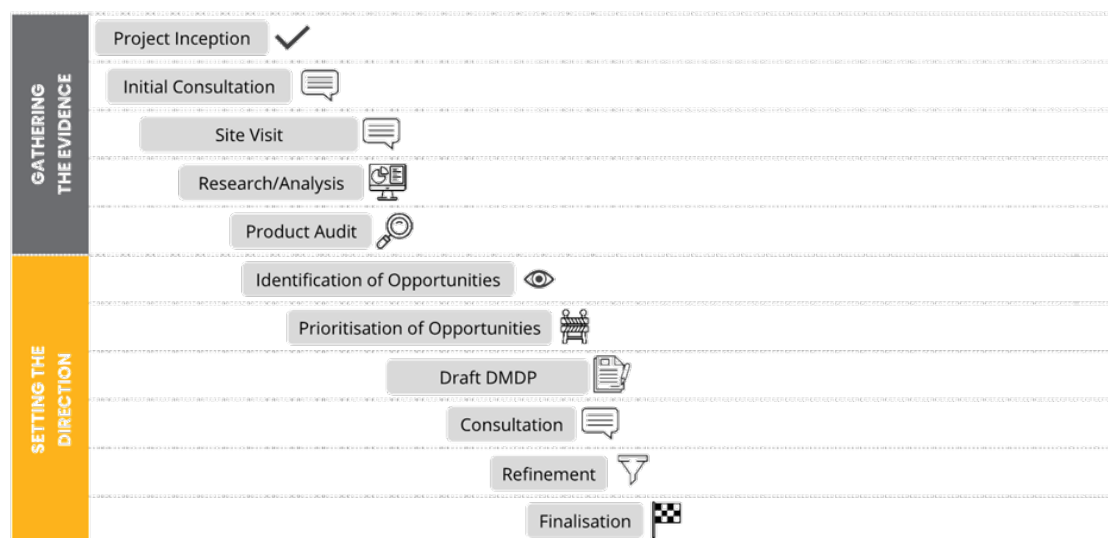 GATHERING
THE EVIDENCE
Project Inception
Initial Consultation
Site Visit
Research/Analysis
Product Audit
SETTING THE
DIRECTION
Identification of Opportunities
Prioritisation of Opportunities
Draft DMDP
Consultation
Refinement
Finalisation